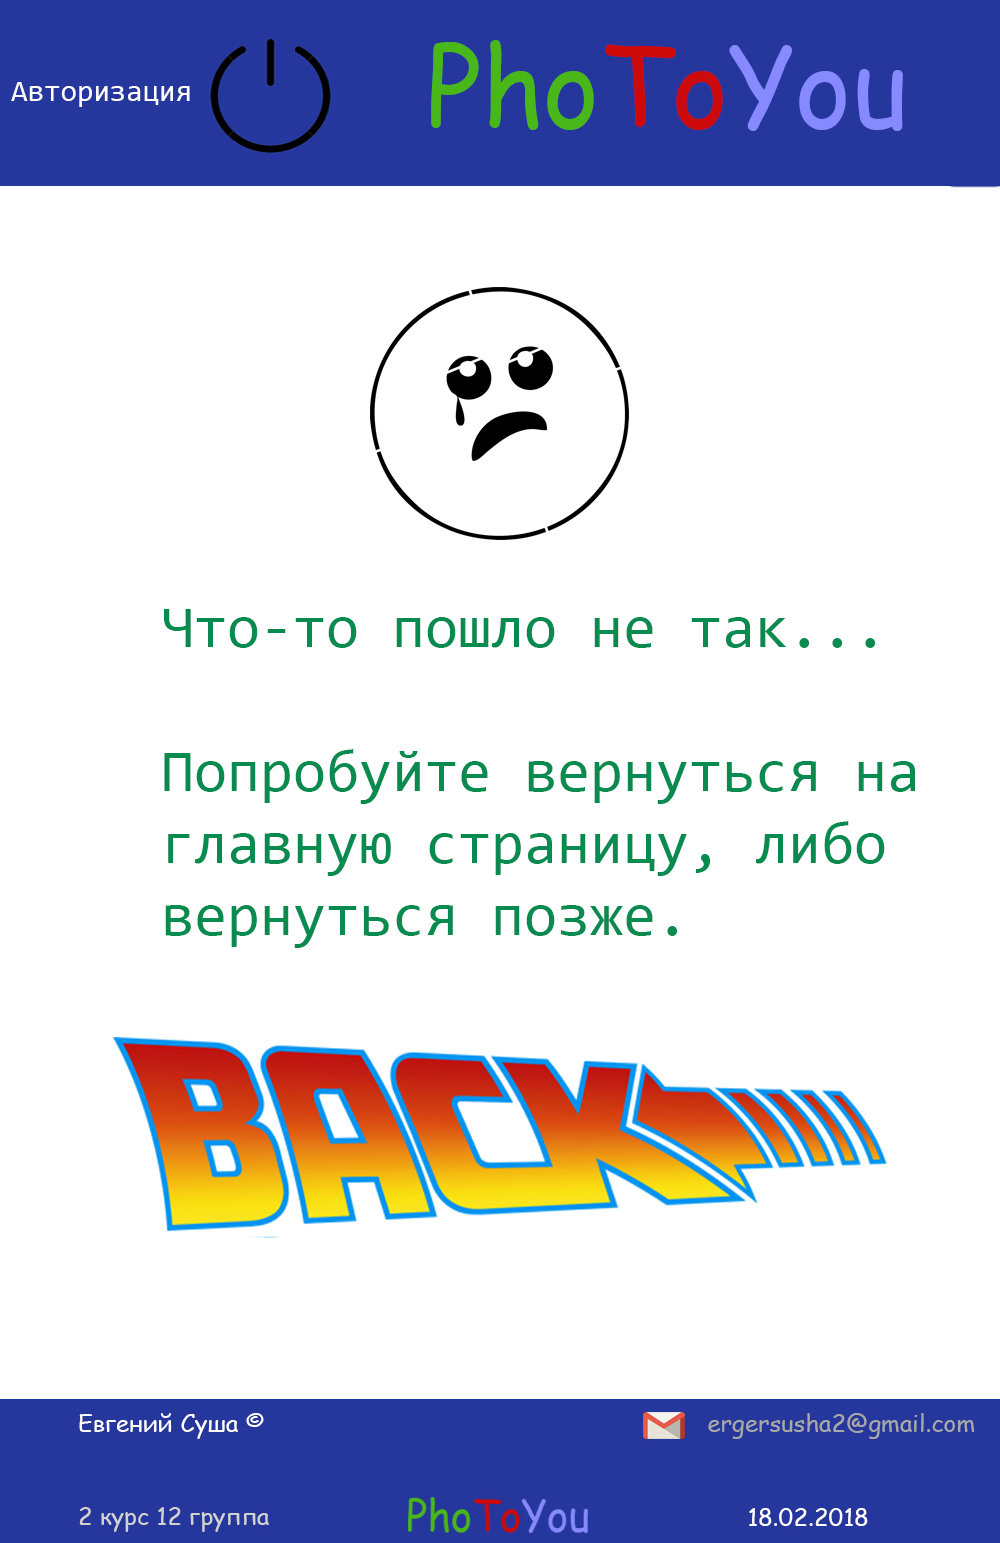 Авторизация
PhoToYou
Что-то пошло не так...
Попробуйте вернуться на
главную страницу, либо
вернуться позже.
BACK
Евгений Суша ©
ergersusha2@gmail.com
2 курс 12 группа
PhoToYou
18.02.2018